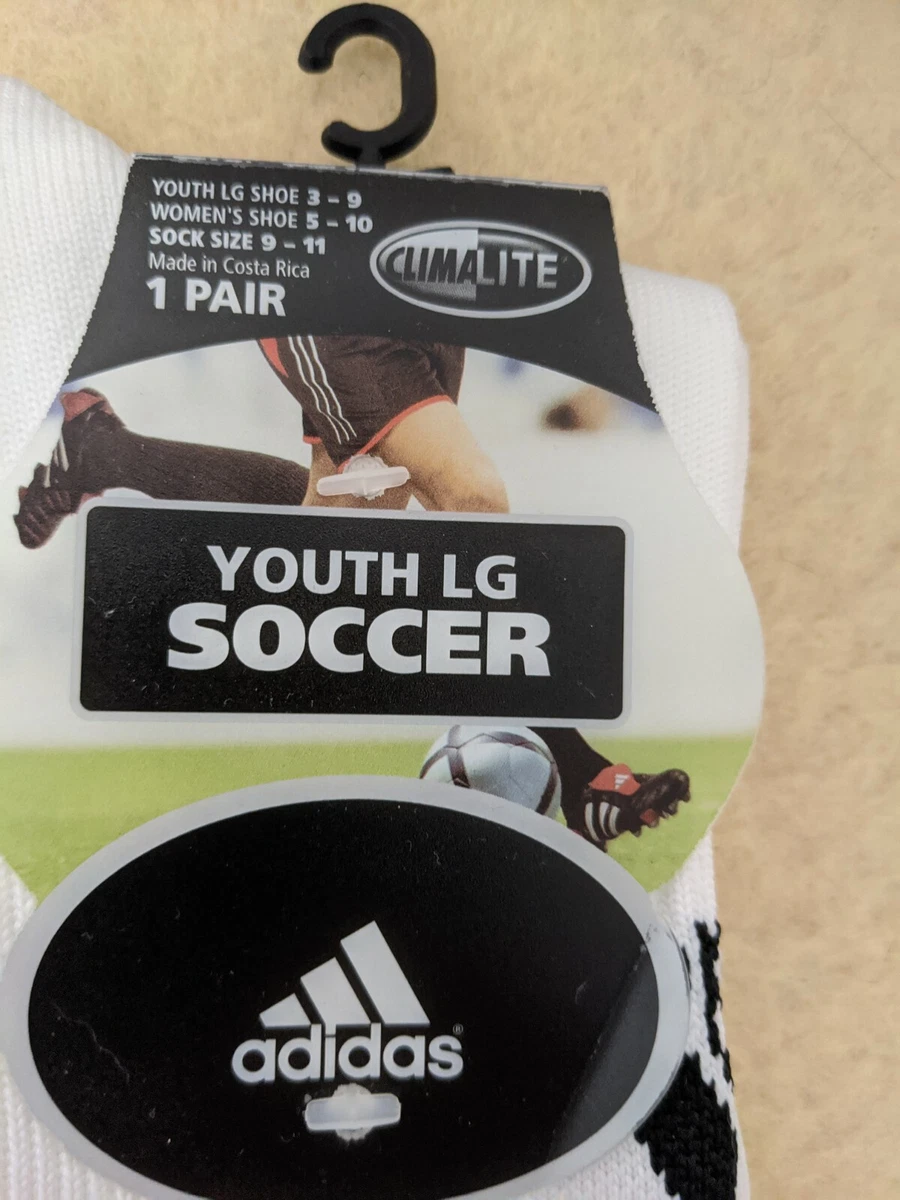 YOUTH LG SHOE 3 – 9
WOMEN'S SHOE 5 – 10
SOCK SIZE 9 – 11
Made in Costa Rica
1 PAIR
CLIMALITE
YOUTH LG
SOCCER
adidas®